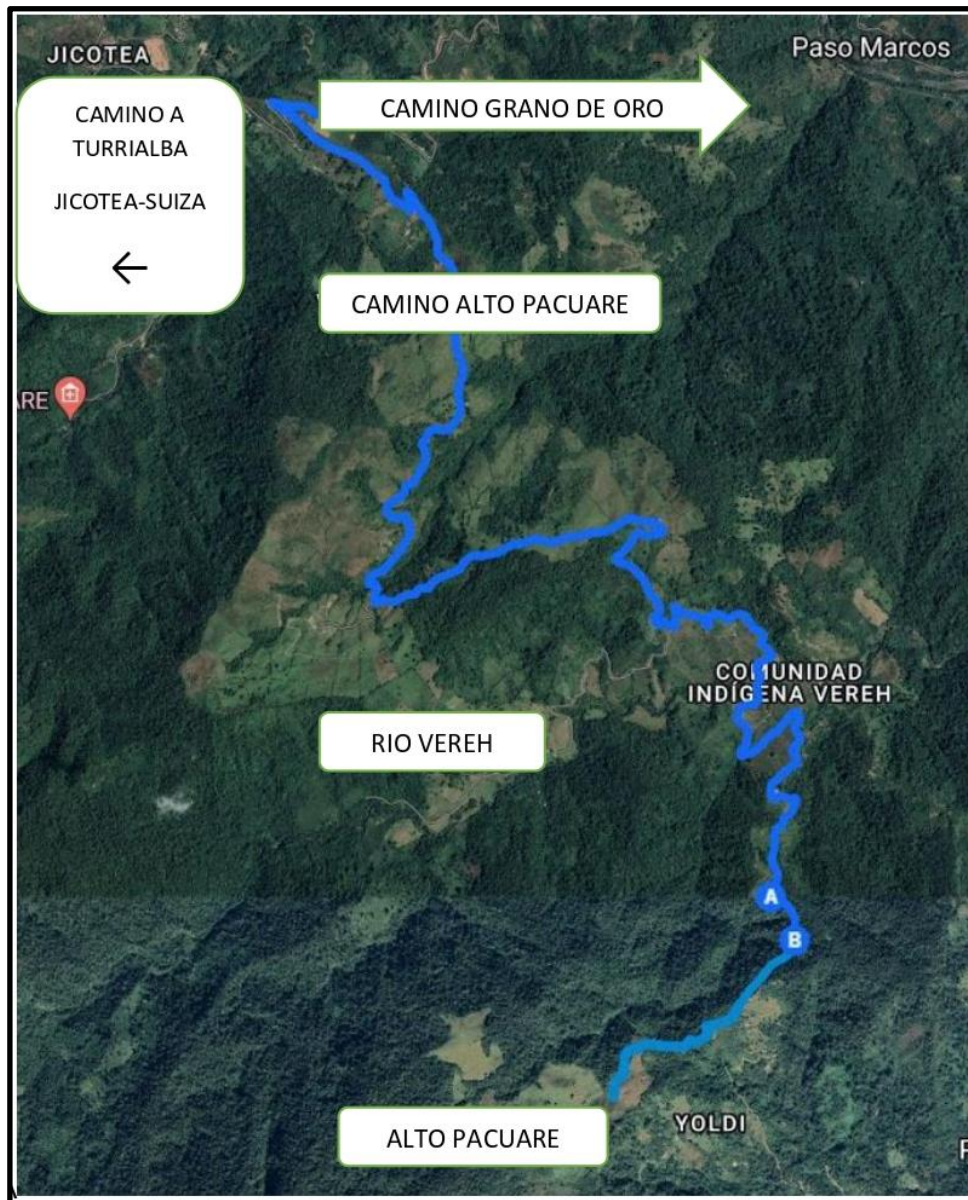 JICOTEA
Paso Marcos
CAMINO A
TURRIALBA
JICOTEA-SUIZA
←
CAMINO GRANO DE ORO
CAMINO ALTO PACUARE
ARE
COMUNIDAD
INDÍGENA VEREH
RIO VEREH
A
B
ALTO PACUARE
YOLDI